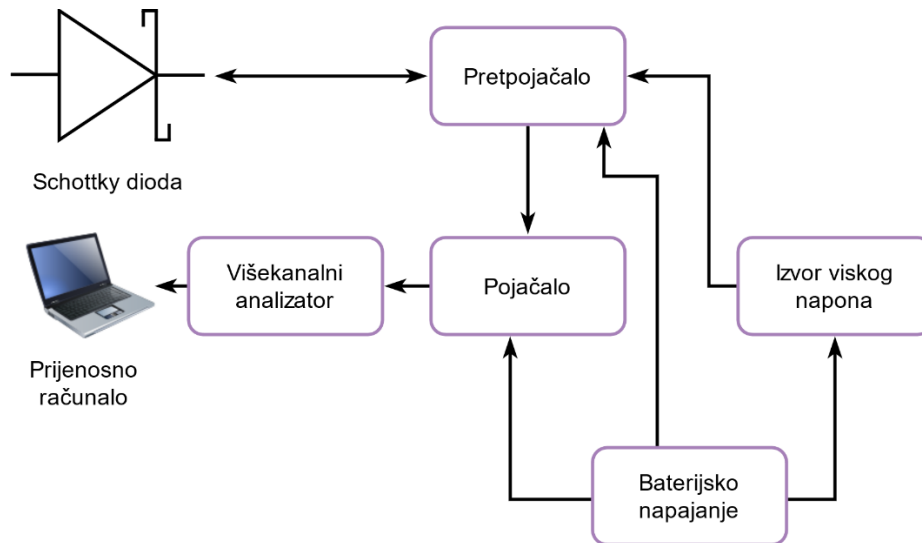 Pretpojačalo
Schottky dioda
Višekanalni
analizator
Pojačalo
Izvor viskog
napona
Prijenosno
računalo
Baterijsko
napajanje